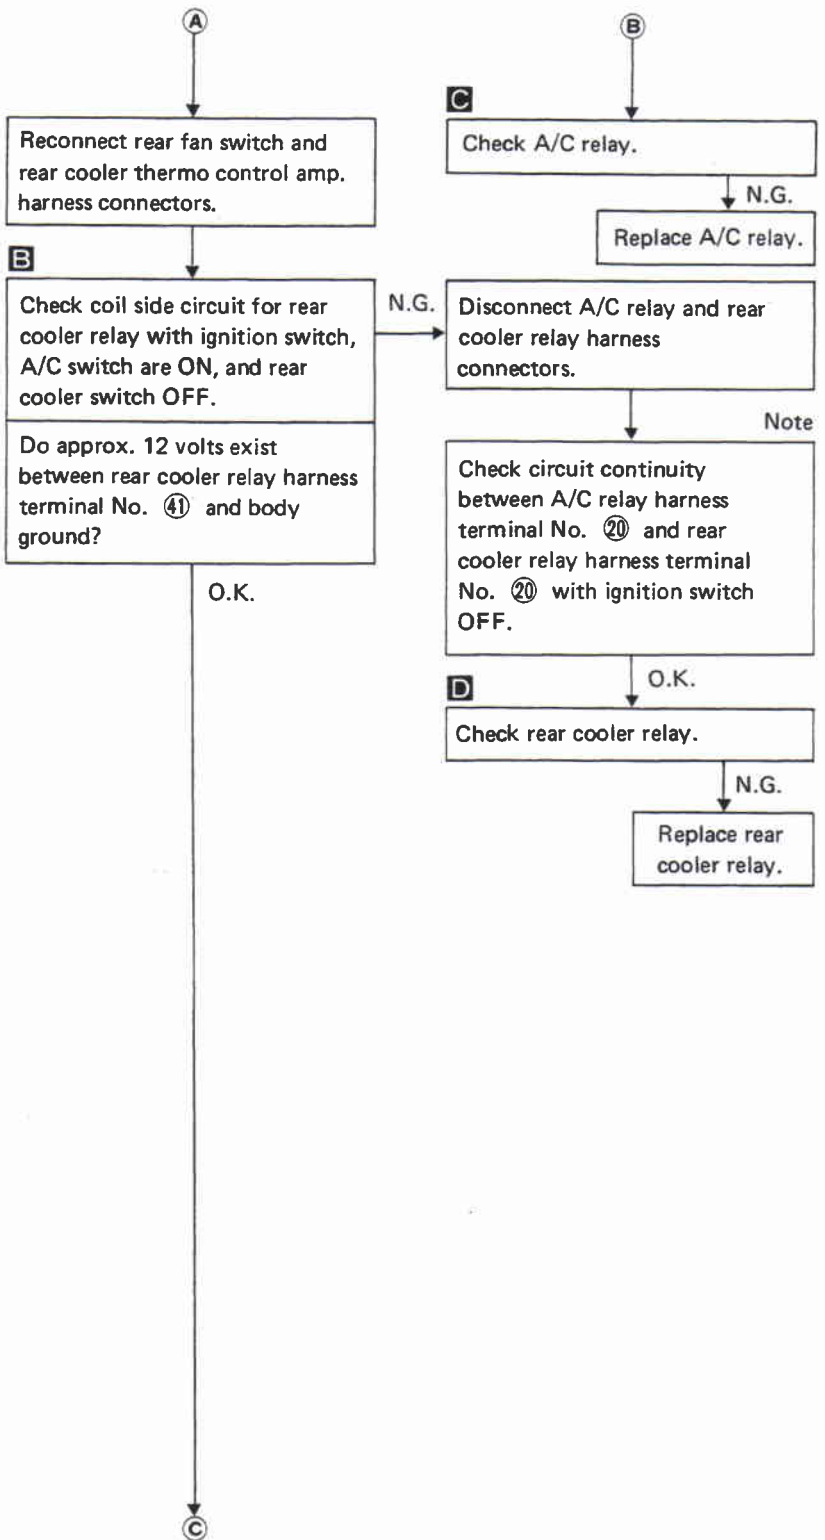 Ⓐ
Reconnect rear fan switch and
rear cooler thermo control amp.
harness connectors.
B
Check coil side circuit for rear
cooler relay with ignition switch,
A/C switch are ON, and rear
cooler switch OFF.
Do approx. 12 volts exist
between rear cooler relay harness
terminal No. ㊶ and body
ground?
N.G.
O.K.
Ⓒ
Ⓑ
C
Check A/C relay.
N.G.
Replace A/C relay.
Disconnect A/C relay and rear
cooler relay harness
connectors.
Note
Check circuit continuity
between A/C relay harness
terminal No. ⑳ and rear
cooler relay harness terminal
No. ⑳ with ignition switch
OFF.
O.K.
D
Check rear cooler relay.
N.G.
Replace rear
cooler relay.